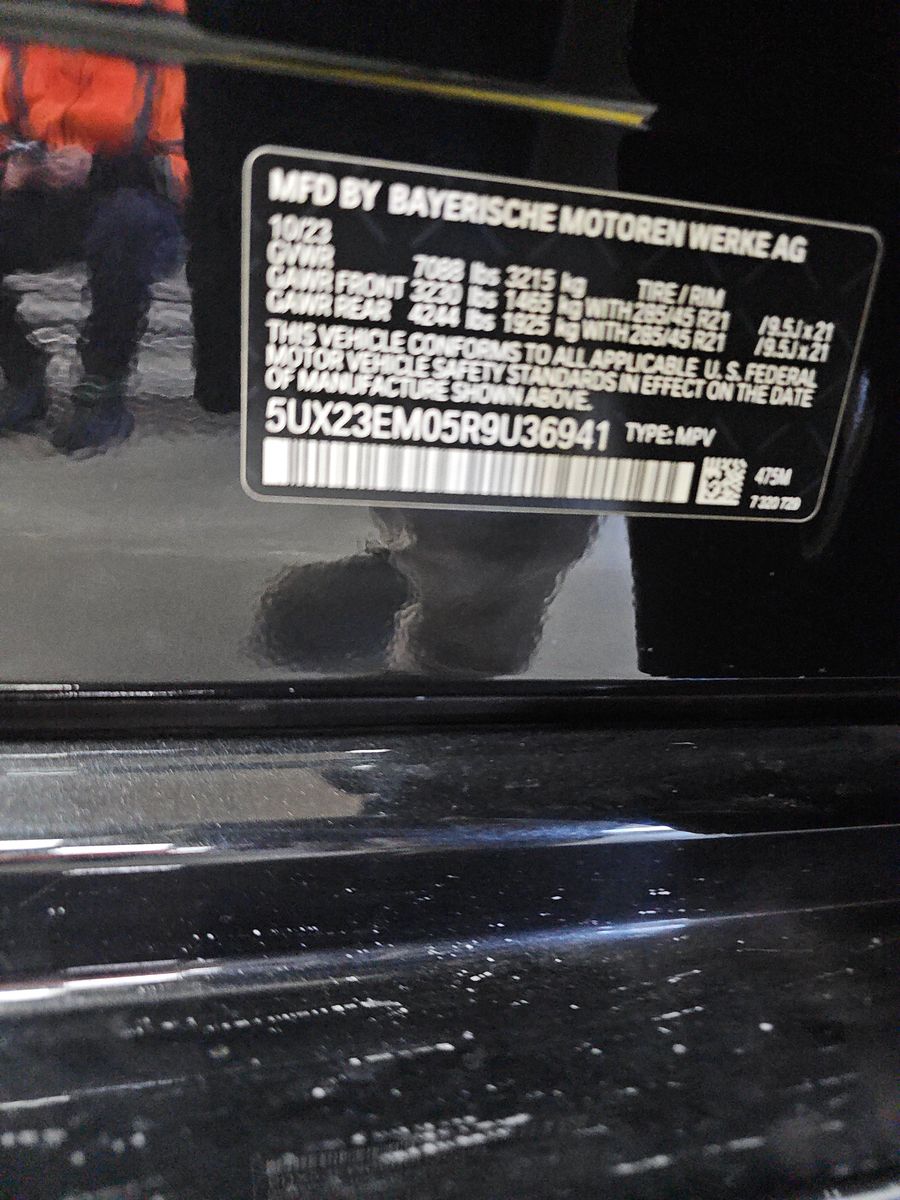 MFD BY BAYERISCHE MOTOREN WERKE AG
10/23
GVWR 7088 lbs 3215 kg TIRE / RIM
GAWR FRONT 3230 lbs 1465 kg WITH 285/45 R21 /9.5J x 21
GAWR REAR 4244 lbs 1925 kg WITH 285/45 R21 /9.5J x 21
THIS VEHICLE CONFORMS TO ALL APPLICABLE U.S. FEDERAL
MOTOR VEHICLE SAFETY STANDARDS IN EFFECT ON THE DATE
OF MANUFACTURE SHOWN ABOVE.
5UX23EM05R9U36941 TYPE: MPV
475M
7 320 720